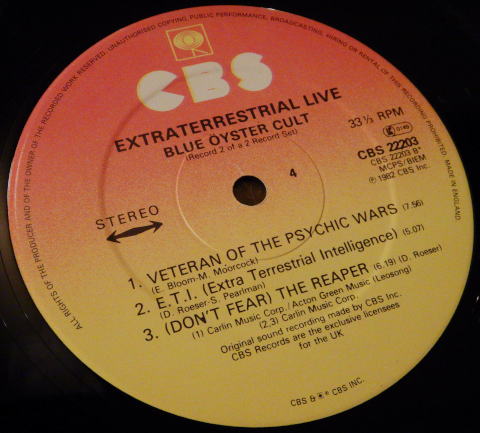 ALL RIGHTS OF THE PRODUCER AND OF THE OWNER OF THE RECORDED WORK RESERVED. UNAUTHORISED COPYING, PUBLIC PERFORMANCE, BROADCASTING, HIRING OR RENTAL OF THIS RECORDING PROHIBITED. MADE IN ENGLAND.
CBS
EXTRATERRESTRIAL LIVE
BLUE ÖYSTER CULT
(Record 2 of a 2 Record Set)
33⅓ RPM
CBS 22203
CBS 22203 B*
MCPS/BIEM
℗ 1982 CBS Inc.
4
STEREO
1. VETERAN OF THE PSYCHIC WARS (7.56)
(E. Bloom-M. Moorcock)
2. E.T.I. (Extra Terrestrial Intelligence) (5.07)
(D. Roeser-S. Pearlman)
3. (DON'T FEAR) THE REAPER (6.19) (D. Roeser)
(1) Carlin Music Corp./Acton Green Music (Leosong)
(2,3) Carlin Music Corp.
Original sound recording made by CBS Inc.
CBS Records are the exclusive licensees
for the UK
CBS & ® CBS INC.